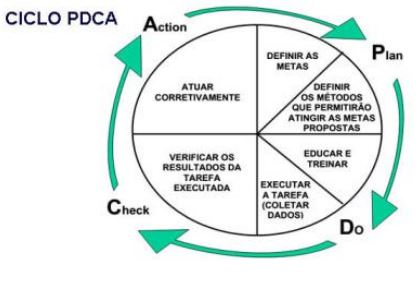 CICLO PDCA
Action
Plan
DEFINIR AS
METAS
DEFINIR
OS MÉTODOS
QUE PERMITIRÃO
ATINGIR AS METAS
PROPOSTAS
EDUCAR E
TREINAR
EXECUTAR
A TAREFA
(COLETAR
DADOS)
Do
VERIFICAR OS
RESULTADOS DA
TAREFA
EXECUTADA
Check
ATUAR
CORRETIVAMENTE